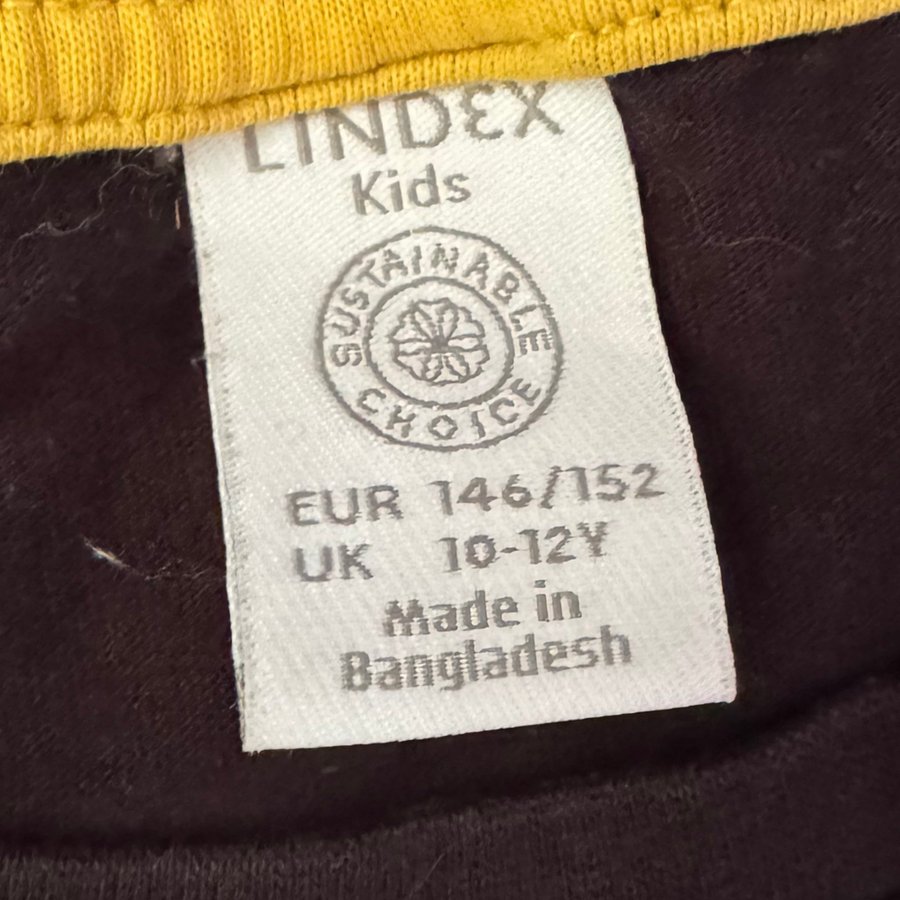 LINDEX
Kids
SUSTAINABLE
CHOICE
EUR 146/152
UK 10-12Y
Made in
Bangladesh